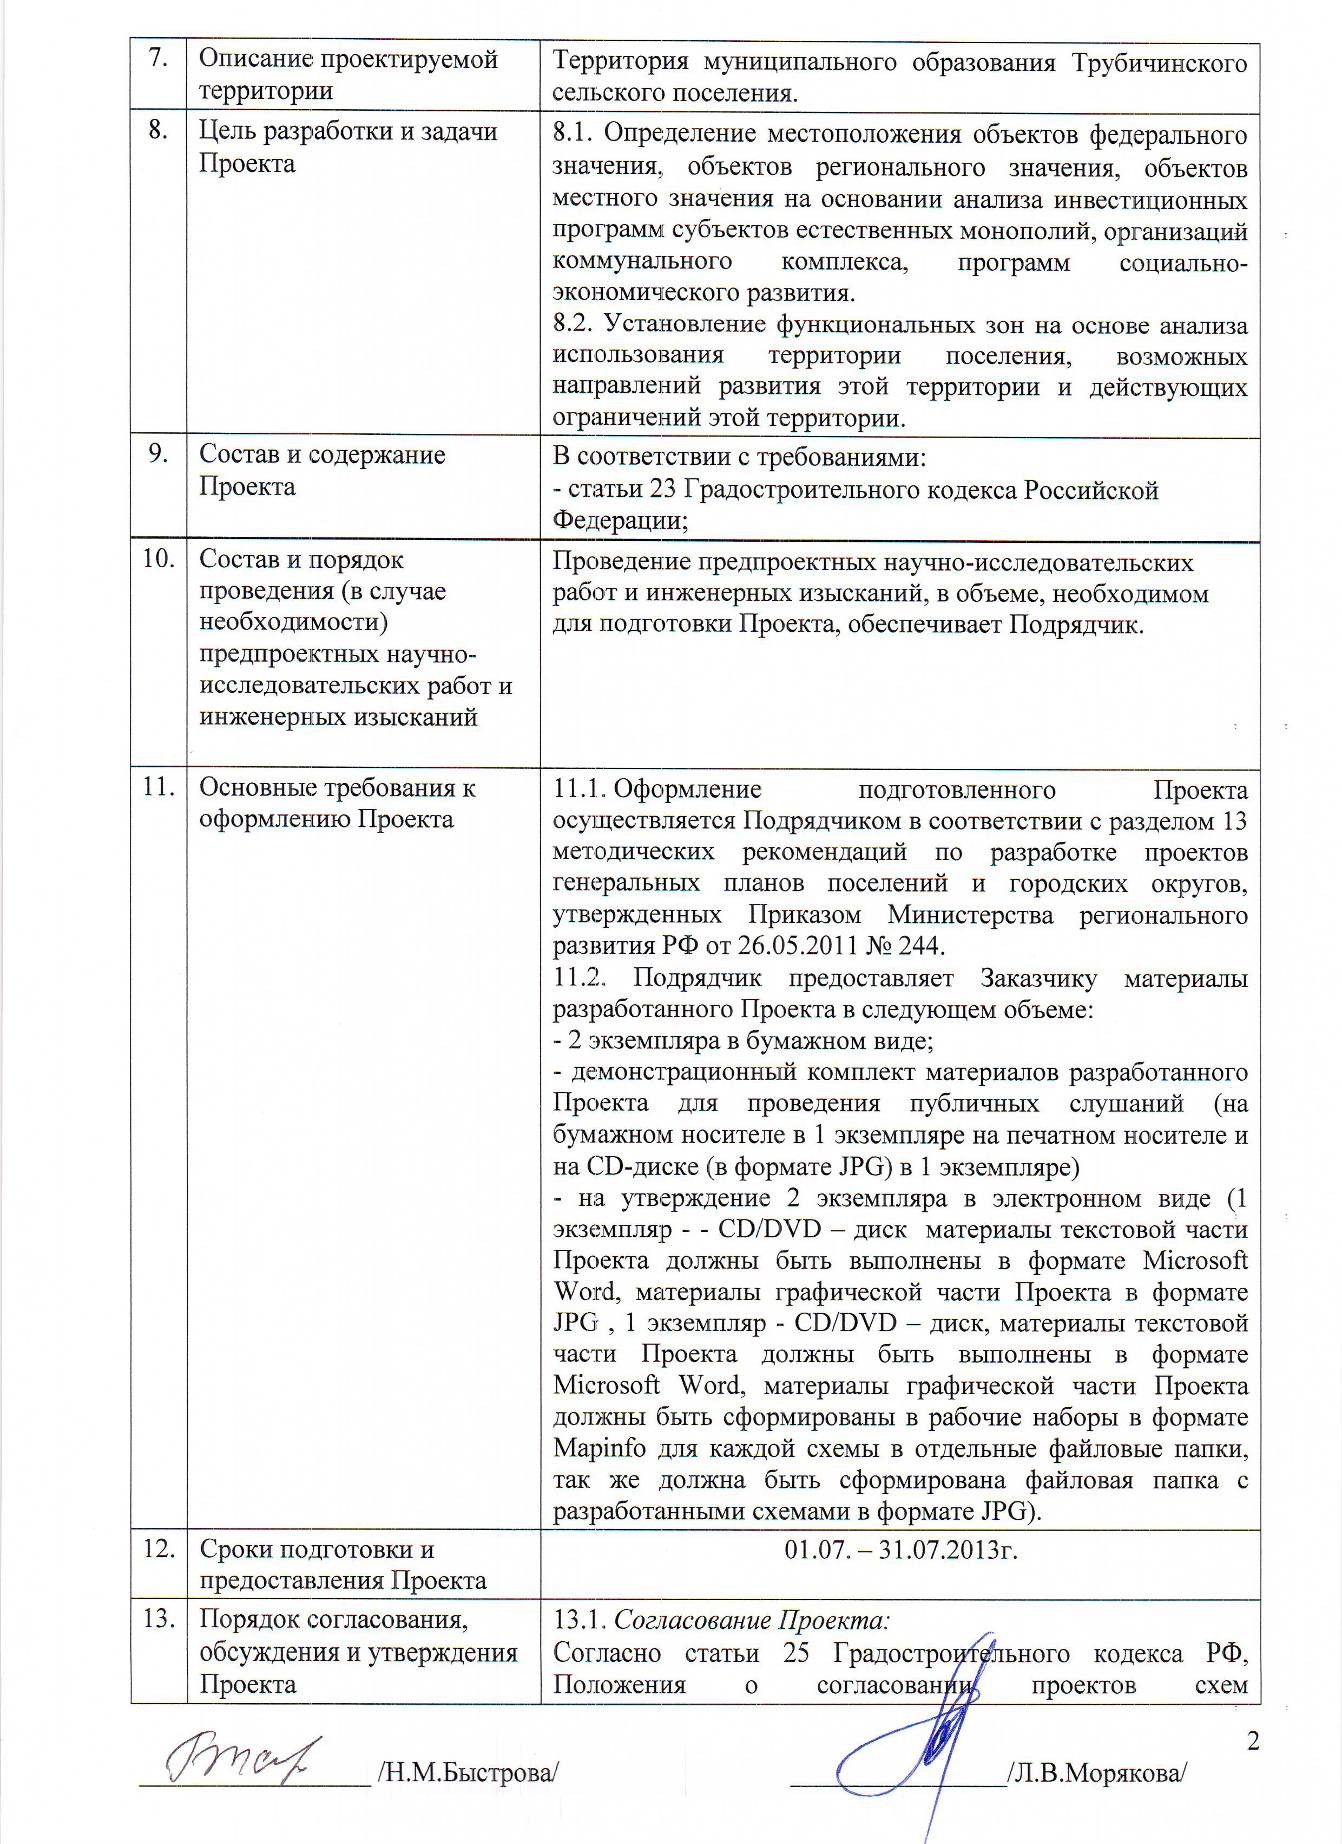 7. Описание проектируемой
территории
Территория муниципального образования Трубичинского
сельского поселения.
8. Цель разработки и задачи
Проекта
8.1. Определение местоположения объектов федерального
значения, объектов регионального значения, объектов
местного значения на основании анализа инвестиционных
программ субъектов естественных монополий, организаций
коммунального комплекса, программ социально-
экономического развития.
8.2. Установление функциональных зон на основе анализа
использования территории поселения, возможных
направлений развития этой территории и действующих
ограничений этой территории.
9. Состав и содержание
Проекта
В соответствии с требованиями:
- статьи 23 Градостроительного кодекса Российской
Федерации;
10. Состав и порядок
проведения (в случае
необходимости)
предпроектных научно-
исследовательских работ и
инженерных изысканий
Проведение предпроектных научно-исследовательских
работ и инженерных изысканий, в объеме, необходимом
для подготовки Проекта, обеспечивает Подрядчик.
11. Основные требования к
оформлению Проекта
11.1. Оформление подготовленного Проекта
осуществляется Подрядчиком в соответствии с разделом 13
методических рекомендаций по разработке проектов
генеральных планов поселений и городских округов,
утвержденных Приказом Министерства регионального
развития РФ от 26.05.2011 № 244.
11.2. Подрядчик предоставляет Заказчику материалы
разработанного Проекта в следующем объеме:
- 2 экземпляра в бумажном виде;
- демонстрационный комплект материалов разработанного
Проекта для проведения публичных слушаний (на
бумажном носителе в 1 экземпляре на печатном носителе и
на CD-диске (в формате JPG) в 1 экземпляре)
- на утверждение 2 экземпляра в электронном виде (1
экземпляр - - CD/DVD – диск материалы текстовой части
Проекта должны быть выполнены в формате Microsoft
Word, материалы графической части Проекта в формате
JPG , 1 экземпляр - CD/DVD – диск, материалы текстовой
части Проекта должны быть выполнены в формате
Microsoft Word, материалы графической части Проекта
должны быть сформированы в рабочие наборы в формате
Mapinfo для каждой схемы в отдельные файловые папки,
так же должна быть сформирована файловая папка с
разработанными схемами в формате JPG).
12. Сроки подготовки и
предоставления Проекта
01.07. – 31.07.2013г.
13. Порядок согласования,
обсуждения и утверждения
Проекта
13.1. Согласование Проекта:
Согласно статьи 25 Градостроительного кодекса РФ,
Положения о согласовании проектов схем
2
/Н.М.Быстрова/ /Л.В.Морякова/